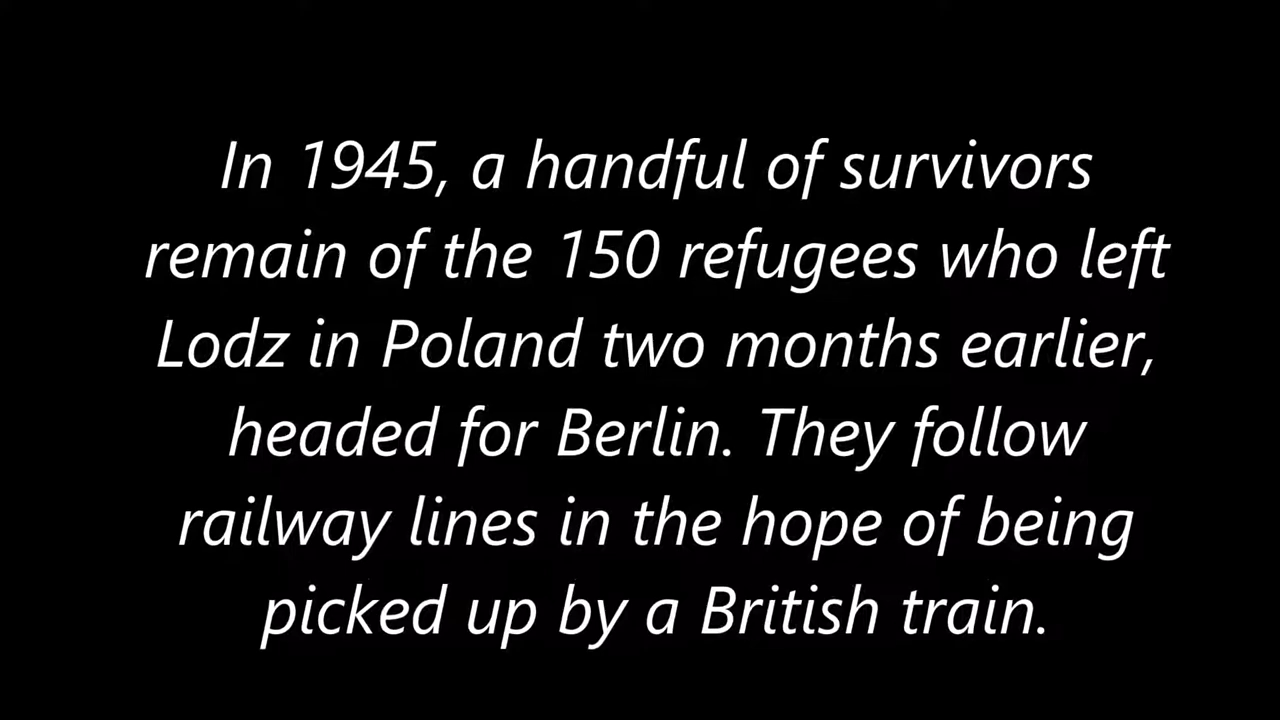 In 1945, a handful of survivors
remain of the 150 refugees who left
Lodz in Poland two months earlier,
headed for Berlin. They follow
railway lines in the hope of being
picked up by a British train.